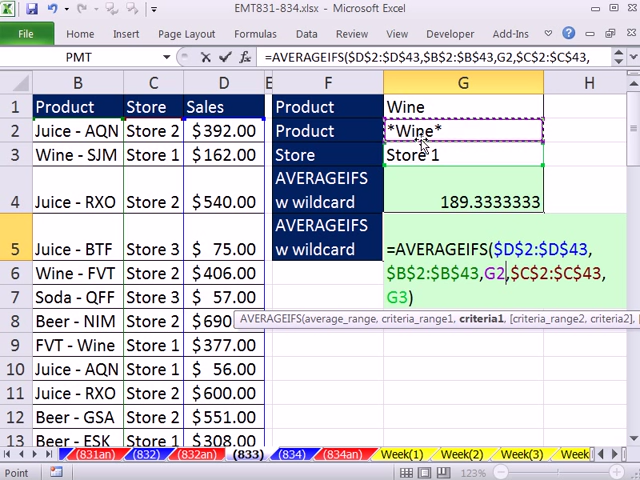 EMT831-834.xlsx - Microsoft Excel
File Home Insert Page Layout Formulas Data Review View Developer Add-Ins
PMT =AVERAGEIFS($D$2:$D$43,$B$2:$B$43,G2,$C$2:$C$43,
B C D E F G H
1 Product Store Sales Product Wine
2 Juice - AQN Store 2 $392.00 Product *Wine*
3 Wine - SJM Store 1 $162.00 Store Store 1
AVERAGEIFS
4 Juice - RXO Store 2 $540.00 w wildcard 189.3333333
AVERAGEIFS
5 Juice - BTF Store 3 $ 75.00 w wildcard =AVERAGEIFS($D$2:$D$43,
6 Wine - FVT Store 2 $406.00 $B$2:$B$43,G2,$C$2:$C$43,
7 Soda - QFF Store 3 $ 57.00 G3)
8 Beer - NIM Store 2 $690
AVERAGEIFS(average_range, criteria_range1, criteria1, [criteria_range2, criteria2], [
9 FVT - Wine Store 1 $377.00
10 Juice - AQN Store 1 $ 56.00
11 Juice - RXO Store 2 $600.00
12 Beer - GSA Store 2 $551.00
13 Beer - ESK Store 1 $308.00
(831an) (832) (832an) (833) (834) (834an) Week(1) Week(2) Week(3) Week
Point 123%